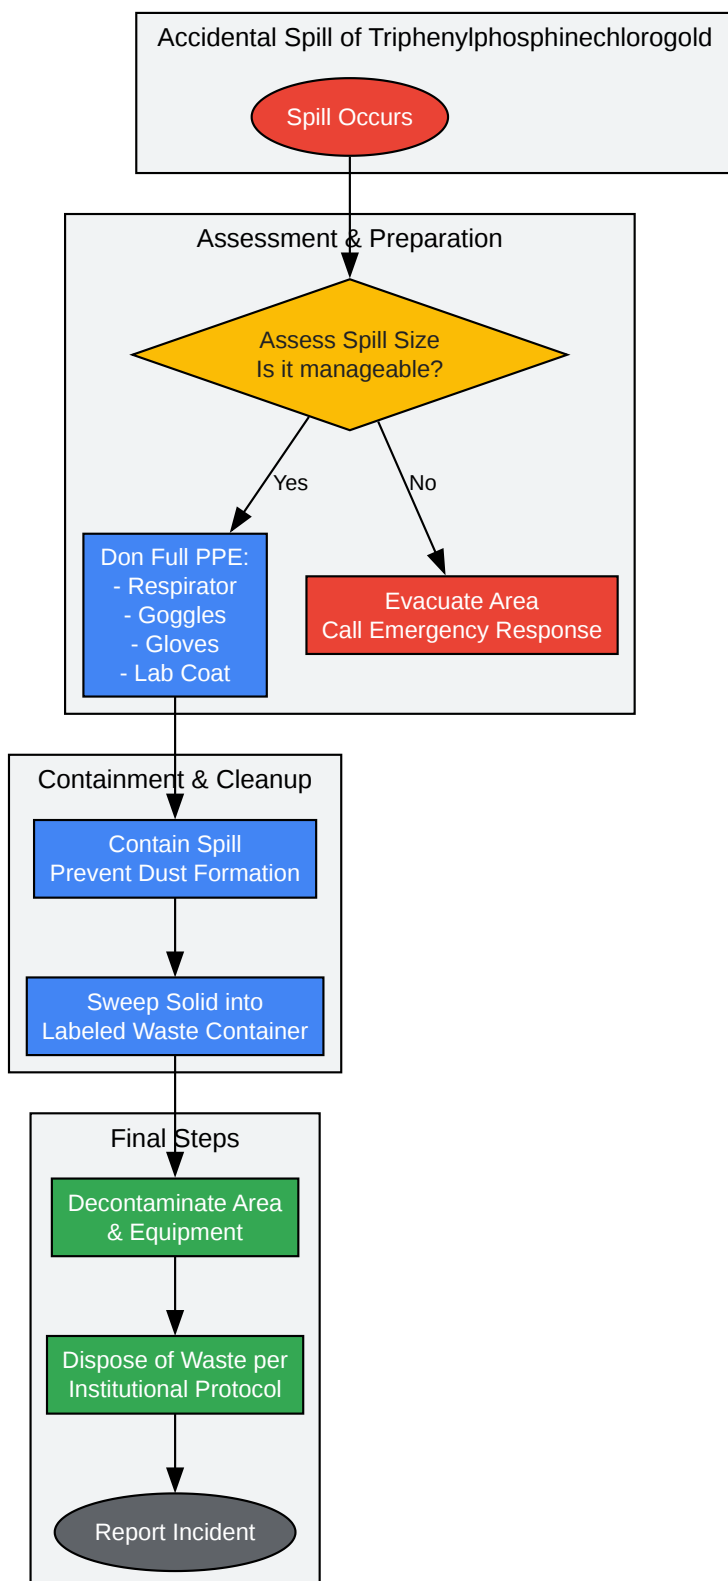 Accidental Spill of Triphenylphosphinechlorogold
Spill Occurs
Assessment & Preparation
Assess Spill Size
Is it manageable?
Yes
No
Don Full PPE:
- Respirator
- Goggles
- Gloves
- Lab Coat
Evacuate Area
Call Emergency Response
Containment & Cleanup
Contain Spill
Prevent Dust Formation
Sweep Solid into
Labeled Waste Container
Final Steps
Decontaminate Area
& Equipment
Dispose of Waste per
Institutional Protocol
Report Incident